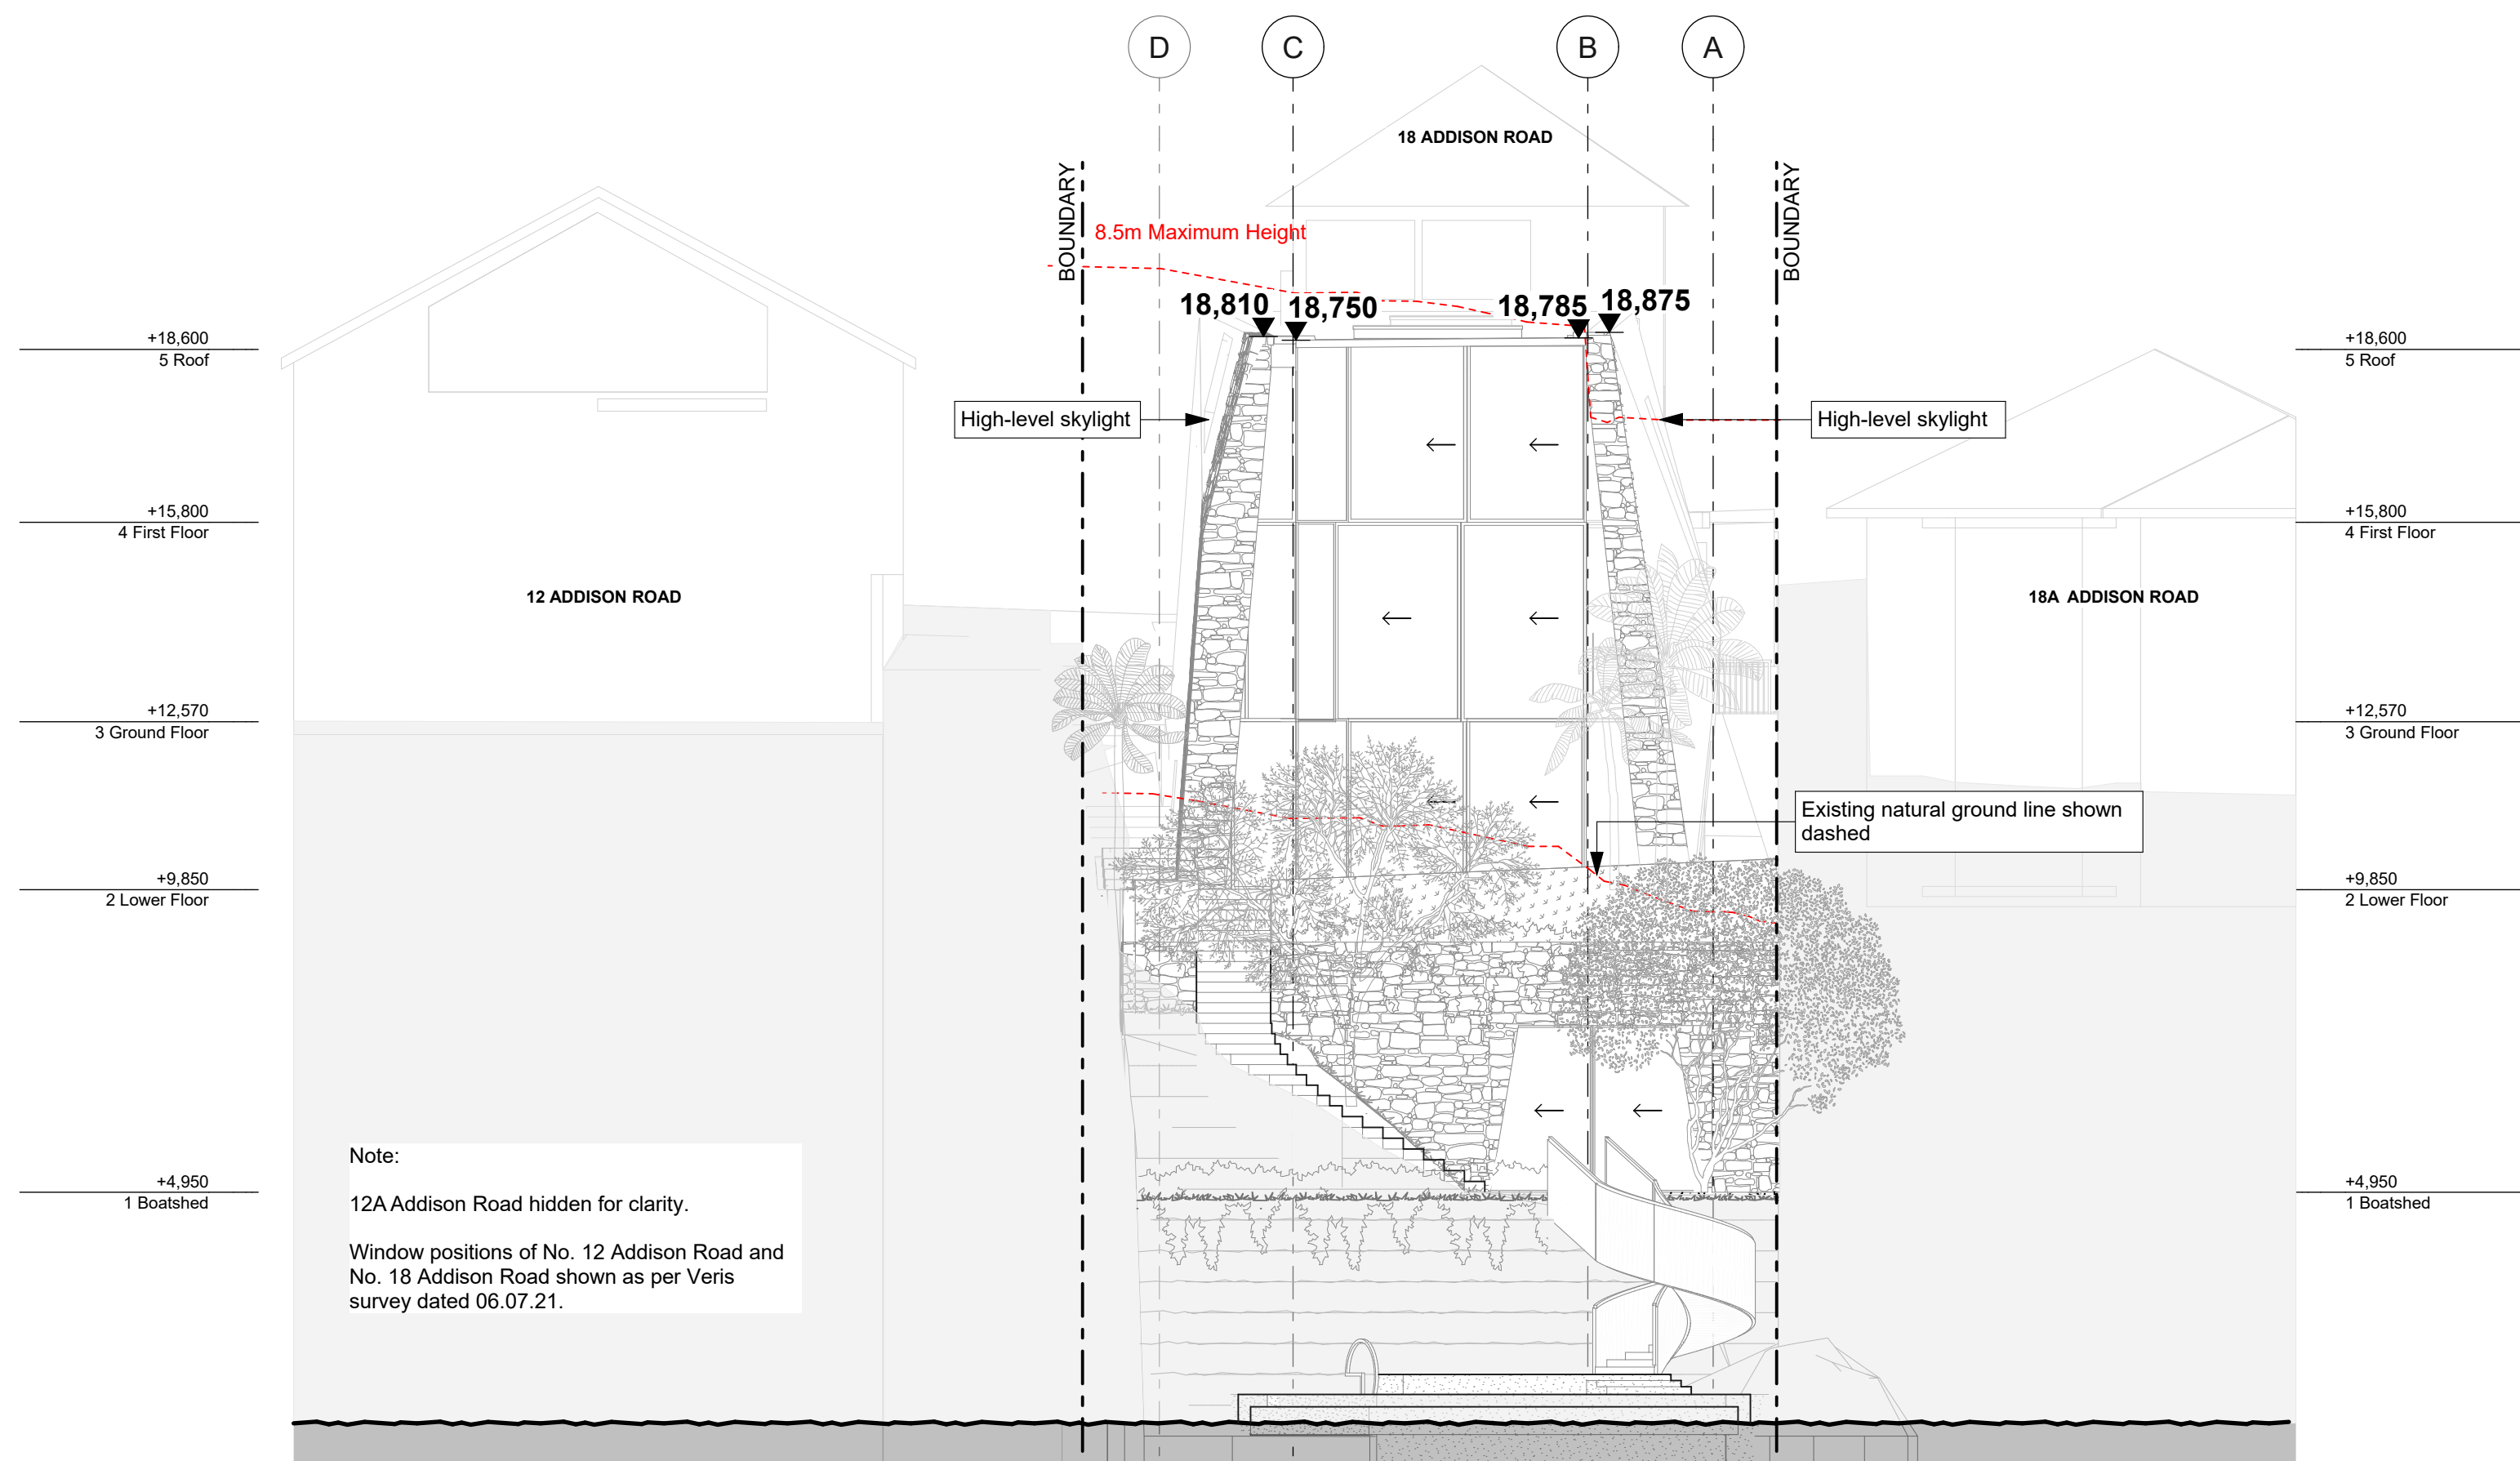 D
C
B
A
18 ADDISON ROAD
BOUNDARY
BOUNDARY
8.5m Maximum Height
18,810
18,750
18,785
18,875
+18,600
5 Roof
+18,600
5 Roof
High-level skylight
High-level skylight
+15,800
4 First Floor
+15,800
4 First Floor
12 ADDISON ROAD
18A ADDISON ROAD
+12,570
3 Ground Floor
+12,570
3 Ground Floor
Existing natural ground line shown
dashed
+9,850
2 Lower Floor
+9,850
2 Lower Floor
Note:
12A Addison Road hidden for clarity.
Window positions of No. 12 Addison Road and
No. 18 Addison Road shown as per Veris
survey dated 06.07.21.
+4,950
1 Boatshed
+4,950
1 Boatshed